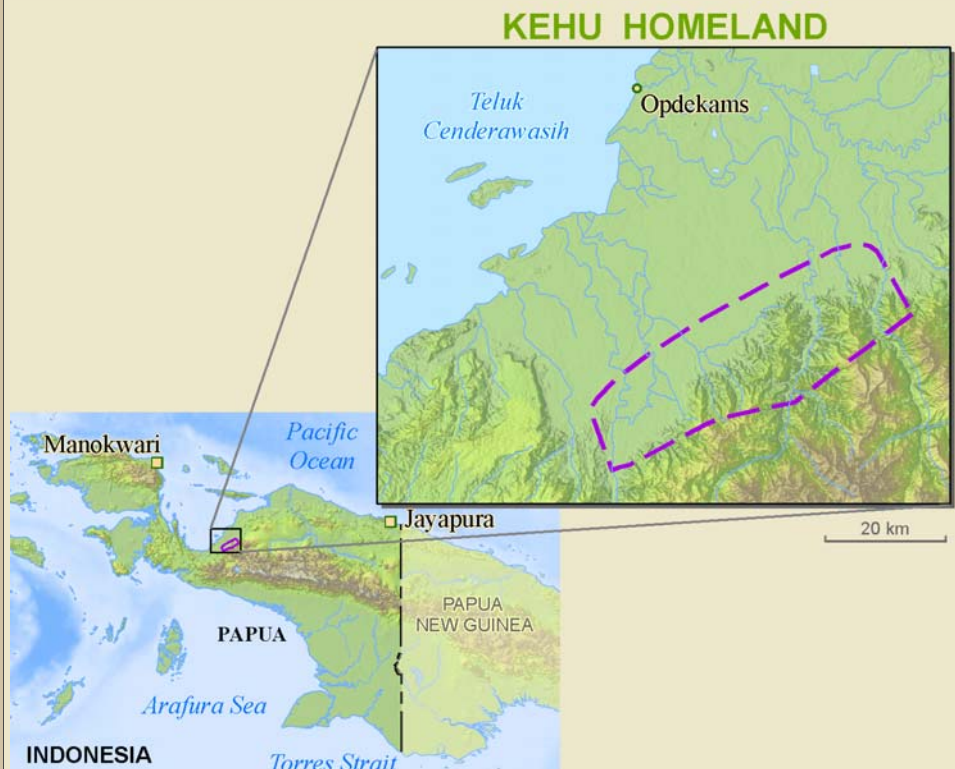 KEHU HOMELAND
Teluk
Cenderawasih
Opdekams
Manokwari
Pacific
Ocean
Jayapura
20 km
PAPUA
NEW GUINEA
PAPUA
Arafura Sea
INDONESIA
Torres Strait